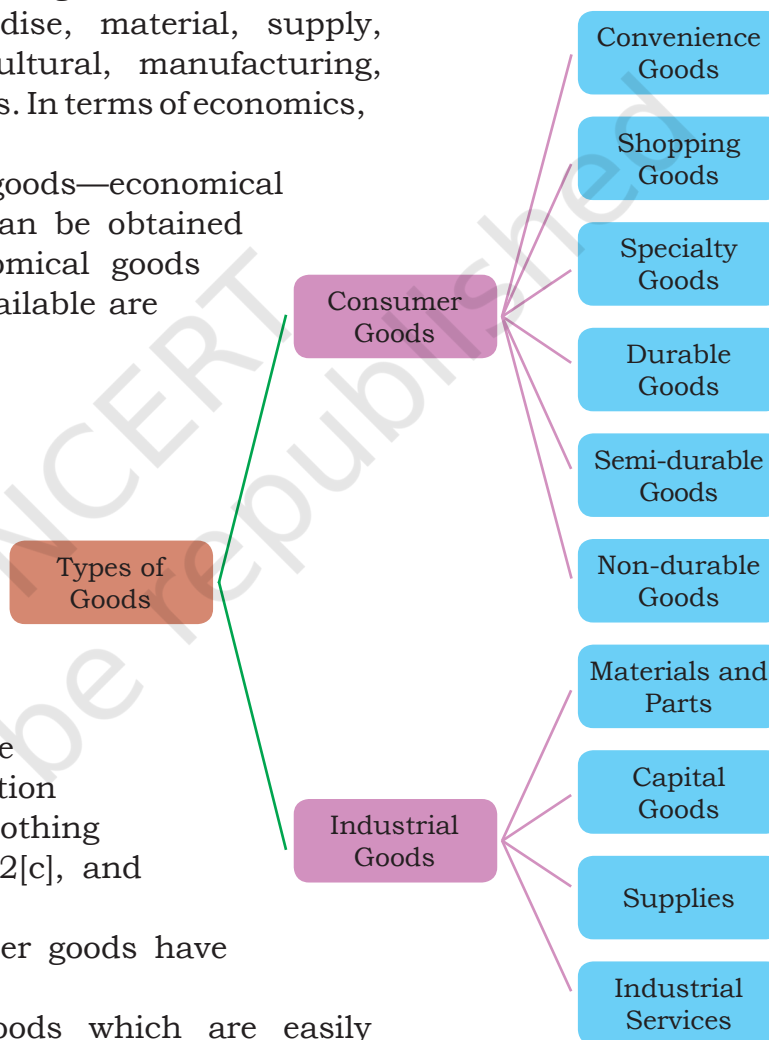 dise, material, supply,
ultural, manufacturing,
s. In terms of economics,
goods—economical
an be obtained
omical goods
ailable are
e
tion
othing
2[c], and
er goods have
oods which are easily
Types of
Goods
Consumer
Goods
Convenience
Goods
Shopping
Goods
Specialty
Goods
Durable
Goods
Semi-durable
Goods
Non-durable
Goods
Industrial
Goods
Materials and
Parts
Capital
Goods
Supplies
Industrial
Services
NCERT
be republished